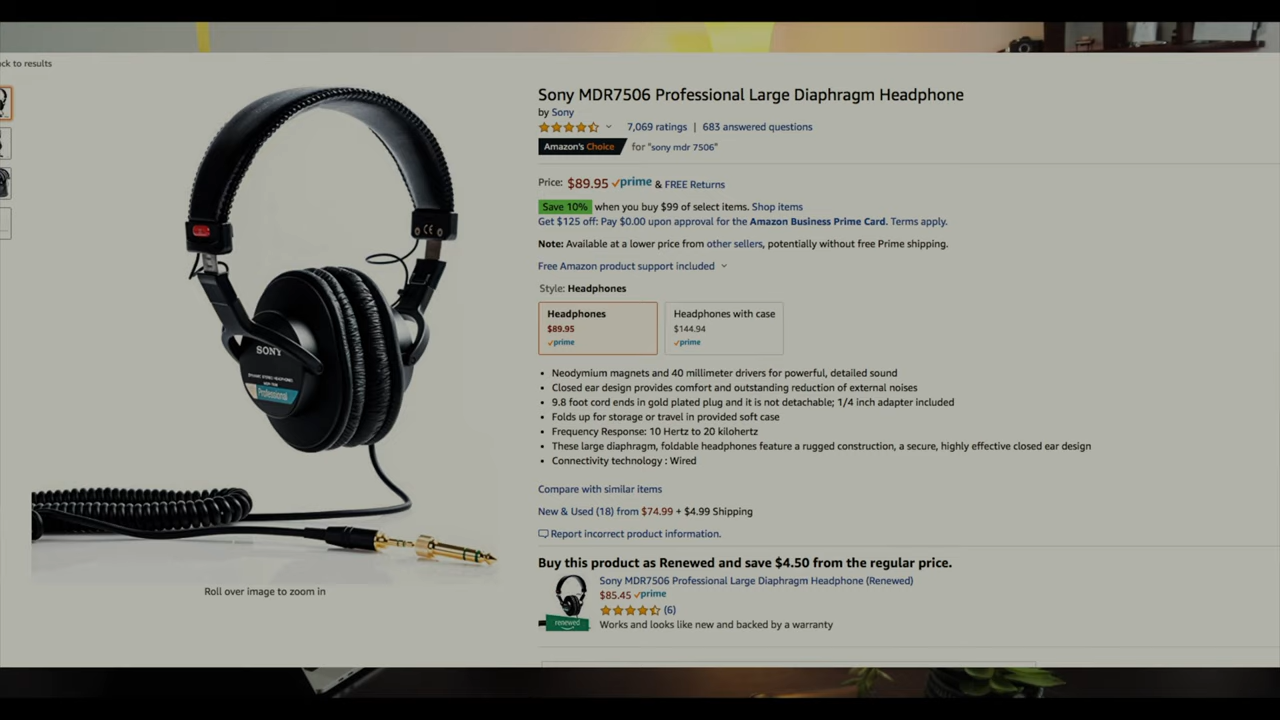 ck to results
Sony MDR7506 Professional Large Diaphragm Headphone
by Sony
7,069 ratings | 683 answered questions
Amazon's Choice for "sony mdr 7506"
Price: $89.95 prime & FREE Returns
Save 10% when you buy $99 of select items. Shop items
Get $125 off: Pay $0.00 upon approval for the Amazon Business Prime Card. Terms apply.
Note: Available at a lower price from other sellers, potentially without free Prime shipping.
Free Amazon product support included
Style: Headphones
Headphones
$89.95
prime
Headphones with case
$144.94
prime
• Neodymium magnets and 40 millimeter drivers for powerful, detailed sound
• Closed ear design provides comfort and outstanding reduction of external noises
• 9.8 foot cord ends in gold plated plug and it is not detachable; 1/4 inch adapter included
• Folds up for storage or travel in provided soft case
• Frequency Response: 10 Hertz to 20 kilohertz
• These large diaphragm, foldable headphones feature a rugged construction, a secure, highly effective closed ear design
• Connectivity technology : Wired
Compare with similar items
New & Used (18) from $74.99 + $4.99 Shipping
Report incorrect product information.
Buy this product as Renewed and save $4.50 from the regular price.
Sony MDR7506 Professional Large Diaphragm Headphone (Renewed)
$85.45 prime
(6)
Works and looks like new and backed by a warranty
renewed
CE
SONY
Professional
Roll over image to zoom in